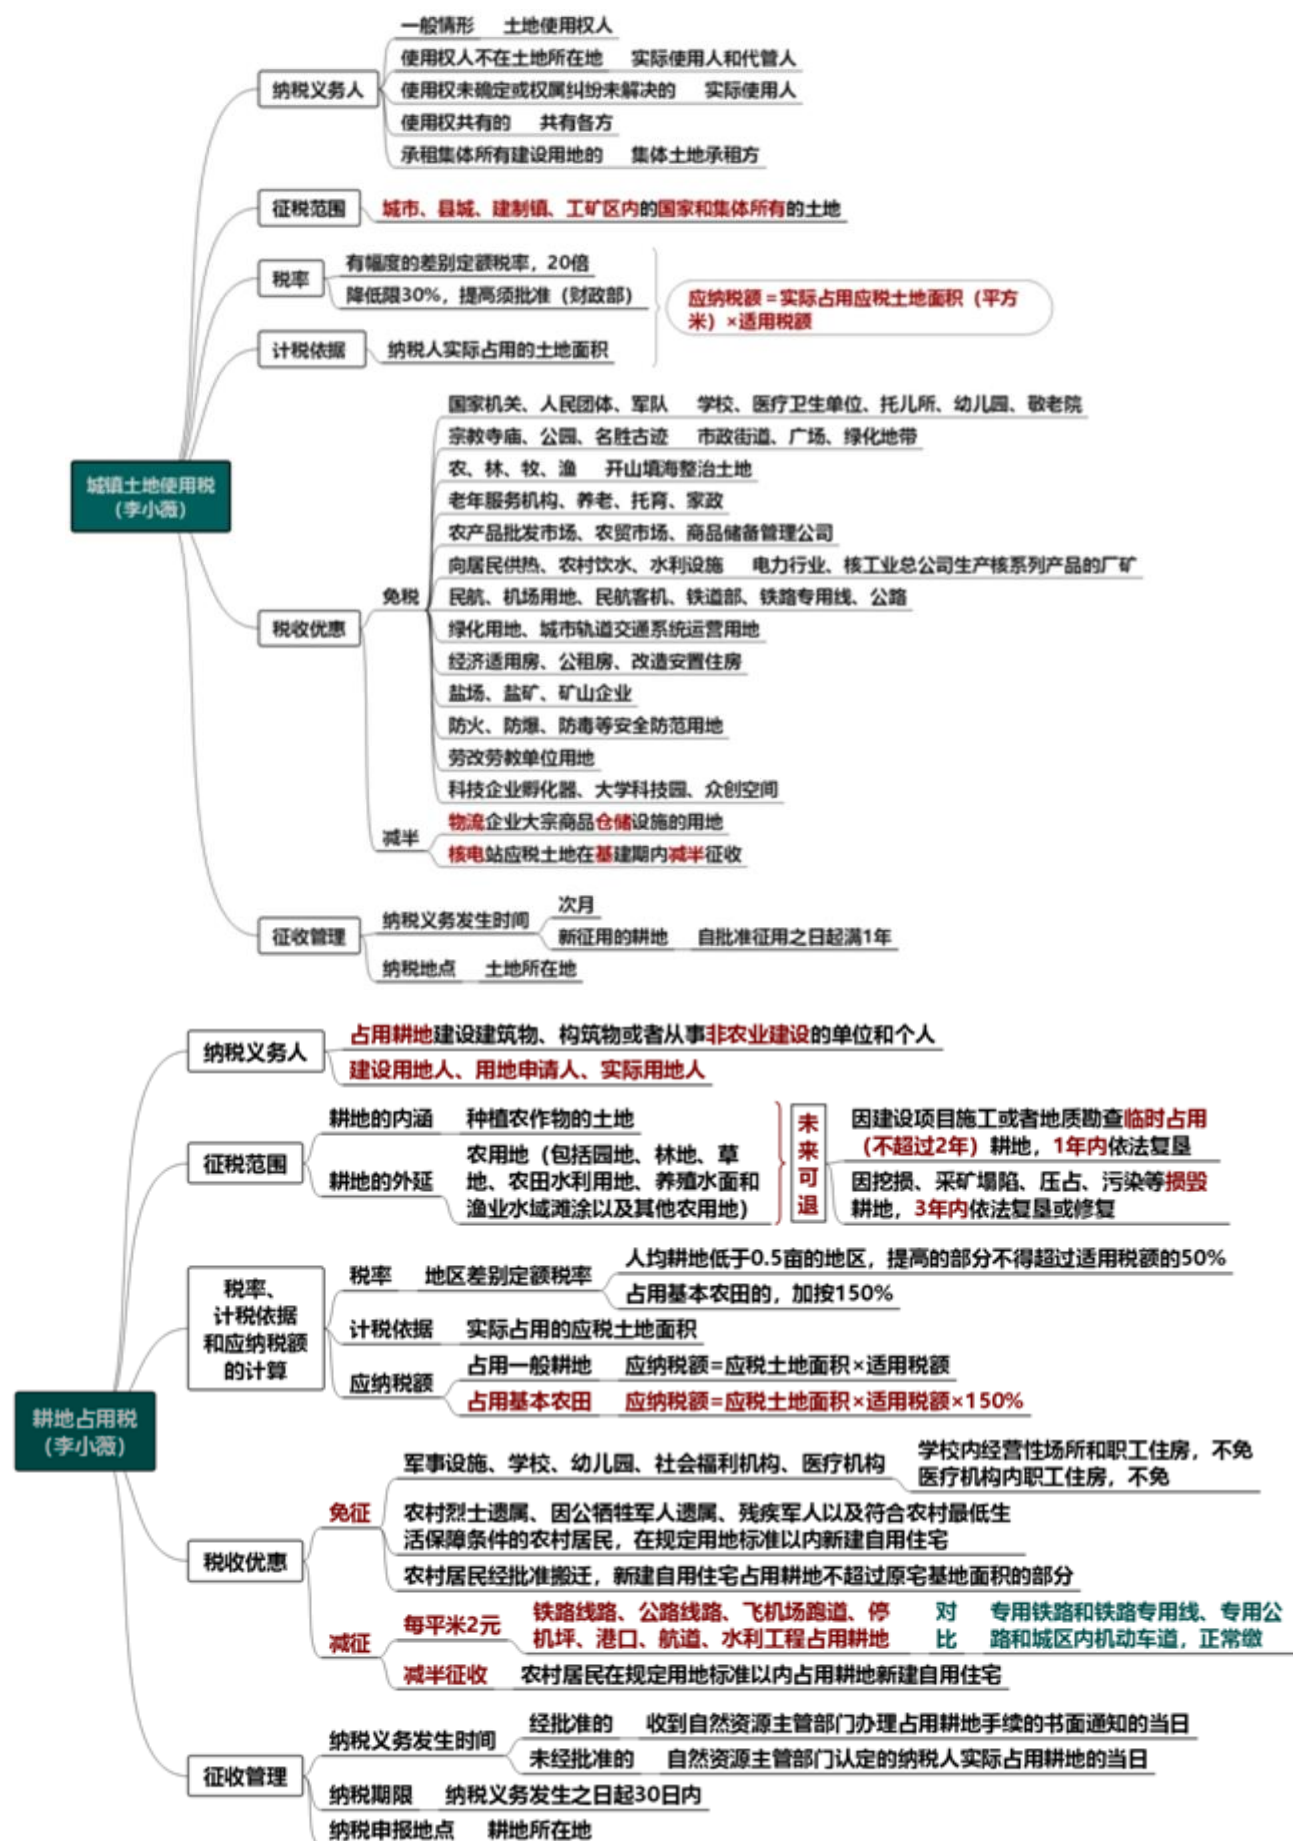 城镇土地使用税
（李小薇）
纳税义务人
一般情形 土地使用权人
使用权人不在土地所在地 实际使用人和代管人
使用权未确定或权属纠纷未解决的 实际使用人
使用权共有的 共有各方
承租集体所有建设用地的 集体土地承租方
征税范围
城市、县城、建制镇、工矿区内的国家和集体所有的土地
税率
有幅度的差别定额税率，20倍
降低限30%，提高须批准（财政部）
计税依据
纳税人实际占用的土地面积
应纳税额＝实际占用应税土地面积（平方
米）×适用税额
税收优惠
免税
国家机关、人民团体、军队 学校、医疗卫生单位、托儿所、幼儿园、敬老院
宗教寺庙、公园、名胜古迹 市政街道、广场、绿化地带
农、林、牧、渔 开山填海整治土地
老年服务机构、养老、托育、家政
农产品批发市场、农贸市场、商品储备管理公司
向居民供热、农村饮水、水利设施 电力行业、核工业总公司生产核系列产品的厂矿
民航、机场用地、民航客机、铁道部、铁路专用线、公路
绿化用地、城市轨道交通系统运营用地
经济适用房、公租房、改造安置住房
盐场、盐矿、矿山企业
防火、防爆、防毒等安全防范用地
劳改劳教单位用地
科技企业孵化器、大学科技园、众创空间
减半
物流企业大宗商品仓储设施的用地
核电站应税土地在基建期内减半征收
征收管理
纳税义务发生时间
次月
新征用的耕地 自批准征用之日起满1年
纳税地点 土地所在地
耕地占用税
（李小薇）
纳税义务人
占用耕地建设建筑物、构筑物或者从事非农业建设的单位和个人
建设用地人、用地申请人、实际用地人
征税范围
耕地的内涵 种植农作物的土地
耕地的外延
农用地（包括园地、林地、草
地、农田水利用地、养殖水面和
渔业水域滩涂以及其他农用地）
未来可退
因建设项目施工或者地质勘查临时占用
（不超过2年）耕地，1年内依法复垦
因挖损、采矿塌陷、压占、污染等损毁
耕地，3年内依法复垦或修复
税率、
计税依据
和应纳税额
的计算
税率 地区差别定额税率
人均耕地低于0.5亩的地区，提高的部分不得超过适用税额的50%
占用基本农田的，加按150%
计税依据 实际占用的应税土地面积
应纳税额
占用一般耕地 应纳税额=应税土地面积×适用税额
占用基本农田 应纳税额=应税土地面积×适用税额×150%
税收优惠
免征
军事设施、学校、幼儿园、社会福利机构、医疗机构
学校内经营性场所和职工住房，不免
医疗机构内职工住房，不免
农村烈士遗属、因公牺牲军人遗属、残疾军人以及符合农村最低生
活保障条件的农村居民，在规定用地标准以内新建自用住宅
农村居民经批准搬迁，新建自用住宅占用耕地不超过原宅基地面积的部分
减征
每平米2元
铁路线路、公路线路、飞机场跑道、停
机坪、港口、航道、水利工程占用耕地
对比
专用铁路和铁路专用线、专用公
路和城区内机动车道，正常缴
减半征收 农村居民在规定用地标准以内占用耕地新建自用住宅
征收管理
纳税义务发生时间
经批准的 收到自然资源主管部门办理占用耕地手续的书面通知的当日
未经批准的 自然资源主管部门认定的纳税人实际占用耕地的当日
纳税期限 纳税义务发生之日起30日内
纳税申报地点 耕地所在地